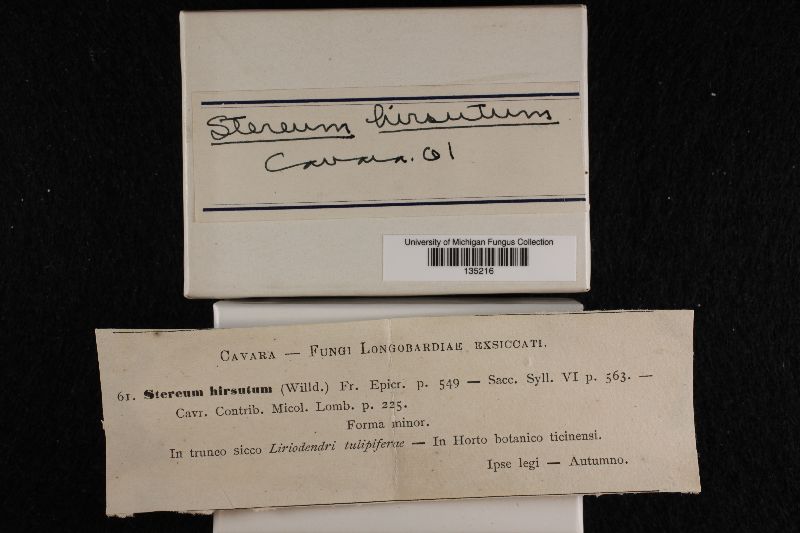 Stereum hirsutum
Cavara. 61
University of Michigan Fungus Collection
135216
CAVARA — FUNGI LONGOBARDIAE EXSICCATI.
61. Stereum hirsutum (Willd.) Fr. Epicr. p. 549 — Sacc. Syll. VI p. 563. —
Cavr. Contrib. Micol. Lomb. p. 225.
Forma minor.
In trunco sicco Liriodendri tulipiferae — In Horto botanico ticinensi.
Ipse legi — Autumno.